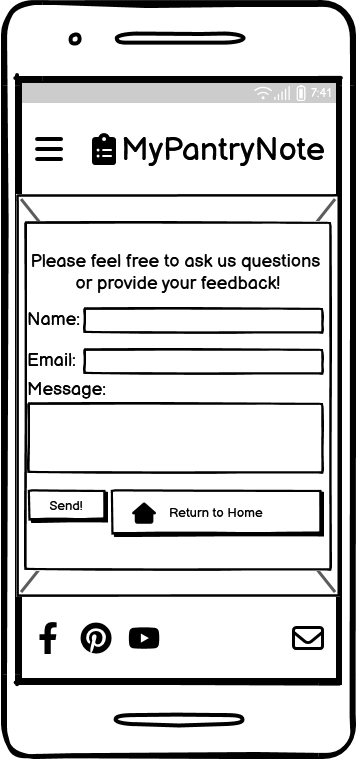 7:41
MyPantryNote
Please feel free to ask us questions
or provide your feedback!
Name:
Email:
Message:
Send!
Return to Home